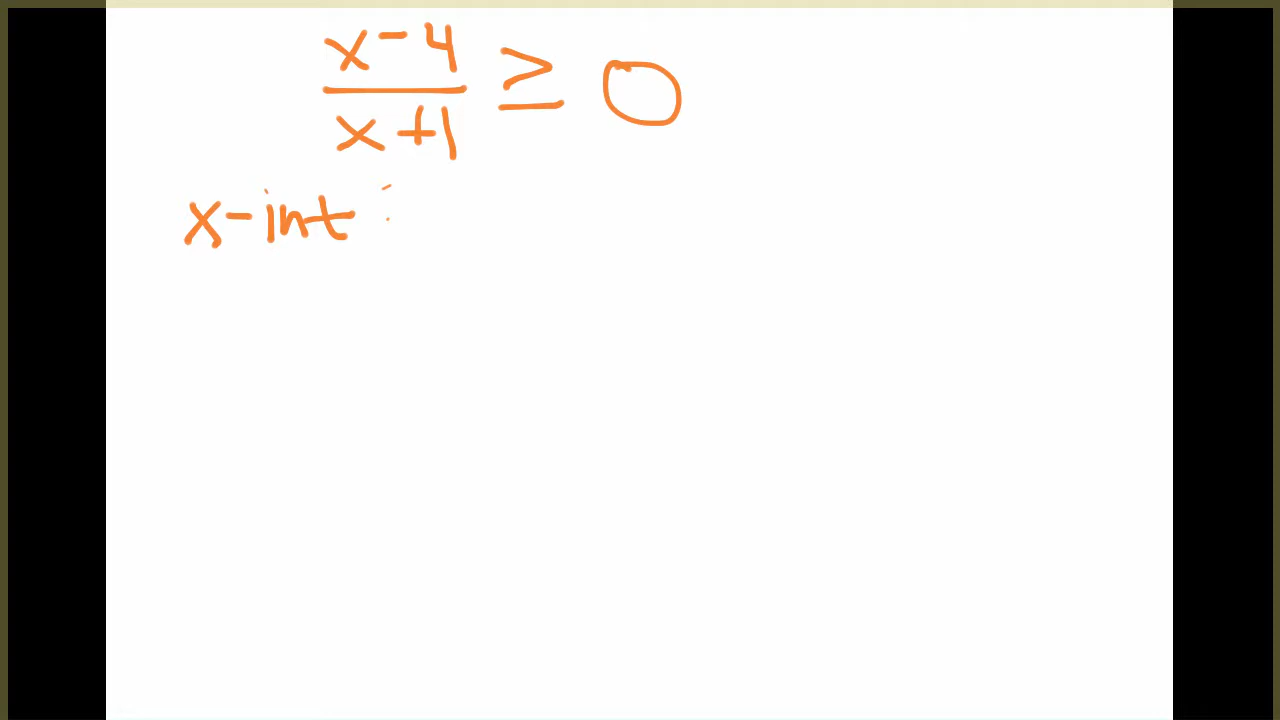 x-4
x+1
≥ 0
x-int :